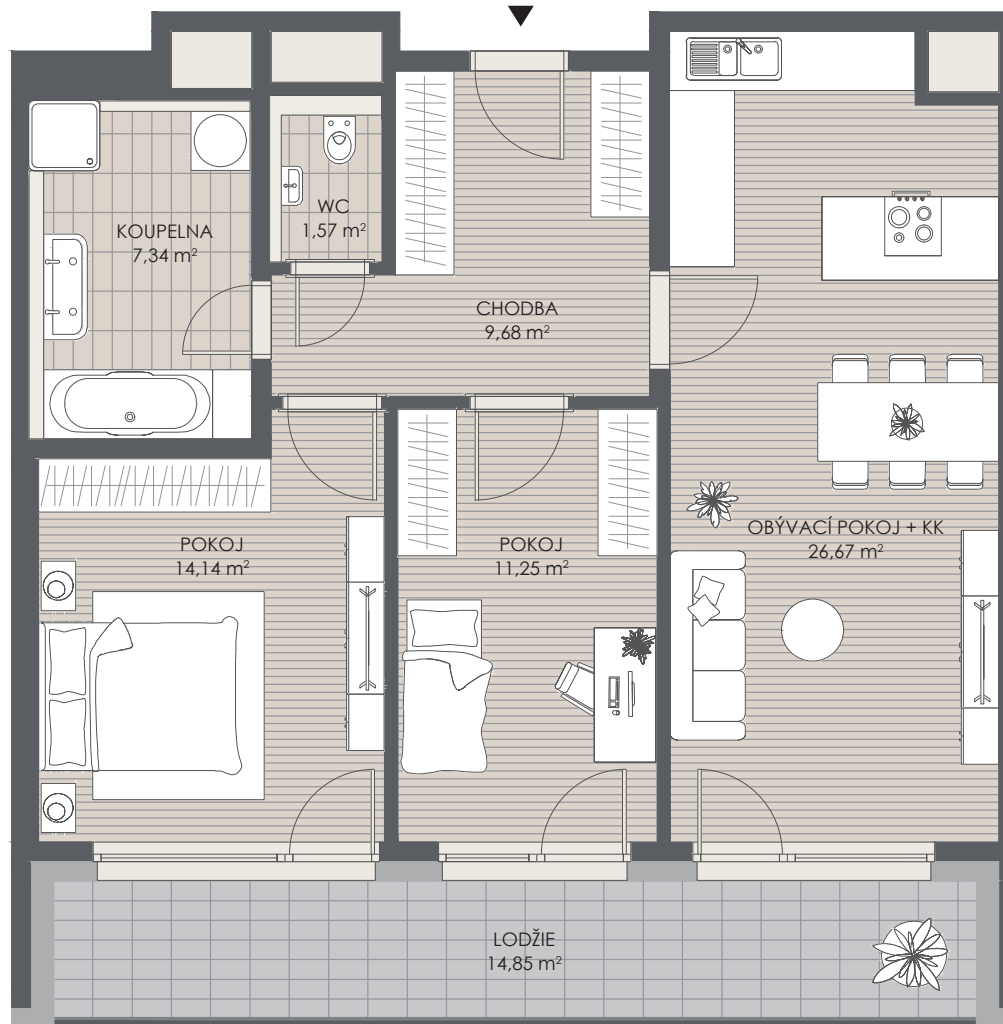 WC
1,57 m²
KOUPELNA
7,34 m²
CHODBA
9,68 m²
OBÝVACÍ POKOJ + KK
26,67 m²
POKOJ
14,14 m²
POKOJ
11,25 m²
LODŽIE
14,85 m²